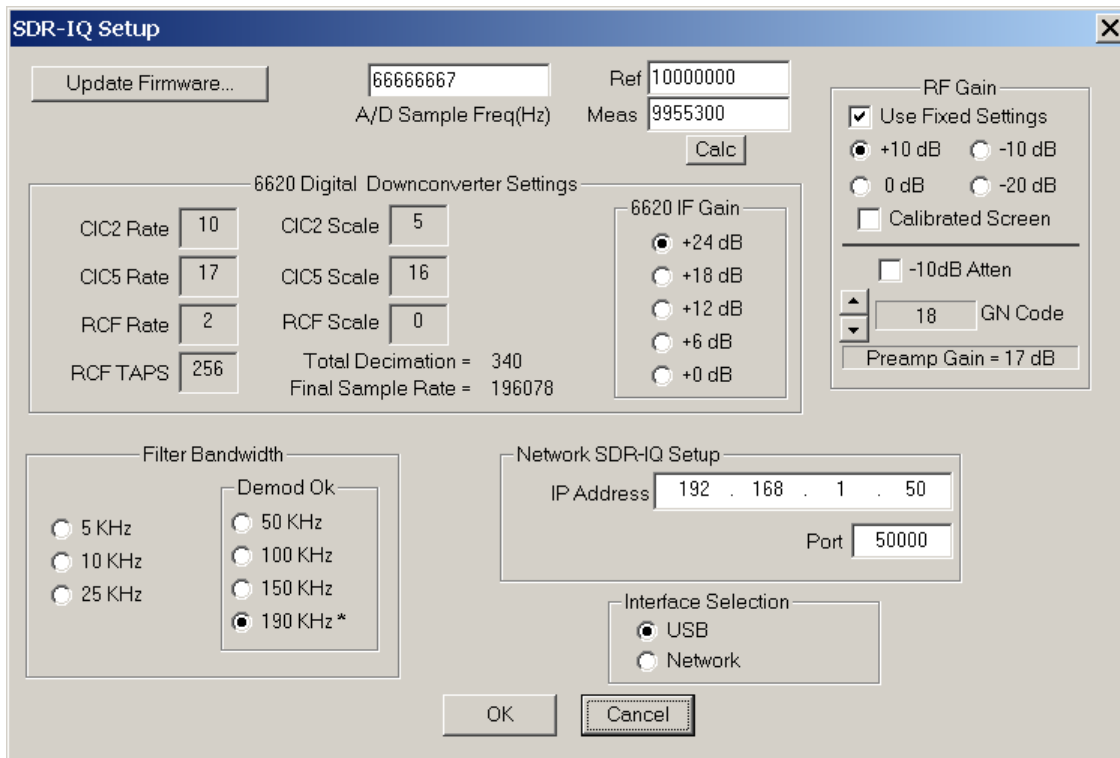 SDR-IQ Setup
Update Firmware...
66666667
A/D Sample Freq(Hz)
Ref 10000000
Meas 9955300
Calc
RF Gain
Use Fixed Settings
+10 dB
-10 dB
0 dB
-20 dB
Calibrated Screen
-10dB Atten
18 GN Code
Preamp Gain = 17 dB
6620 Digital Downconverter Settings
CIC2 Rate 10
CIC2 Scale 5
CIC5 Rate 17
CIC5 Scale 16
RCF Rate 2
RCF Scale 0
RCF TAPS 256
Total Decimation = 340
Final Sample Rate = 196078
6620 IF Gain
+24 dB
+18 dB
+12 dB
+6 dB
+0 dB
Filter Bandwidth
5 KHz
10 KHz
25 KHz
Demod Ok
50 KHz
100 KHz
150 KHz
190 KHz *
Network SDR-IQ Setup
IP Address 192 . 168 . 1 . 50
Port 50000
Interface Selection
USB
Network
OK
Cancel